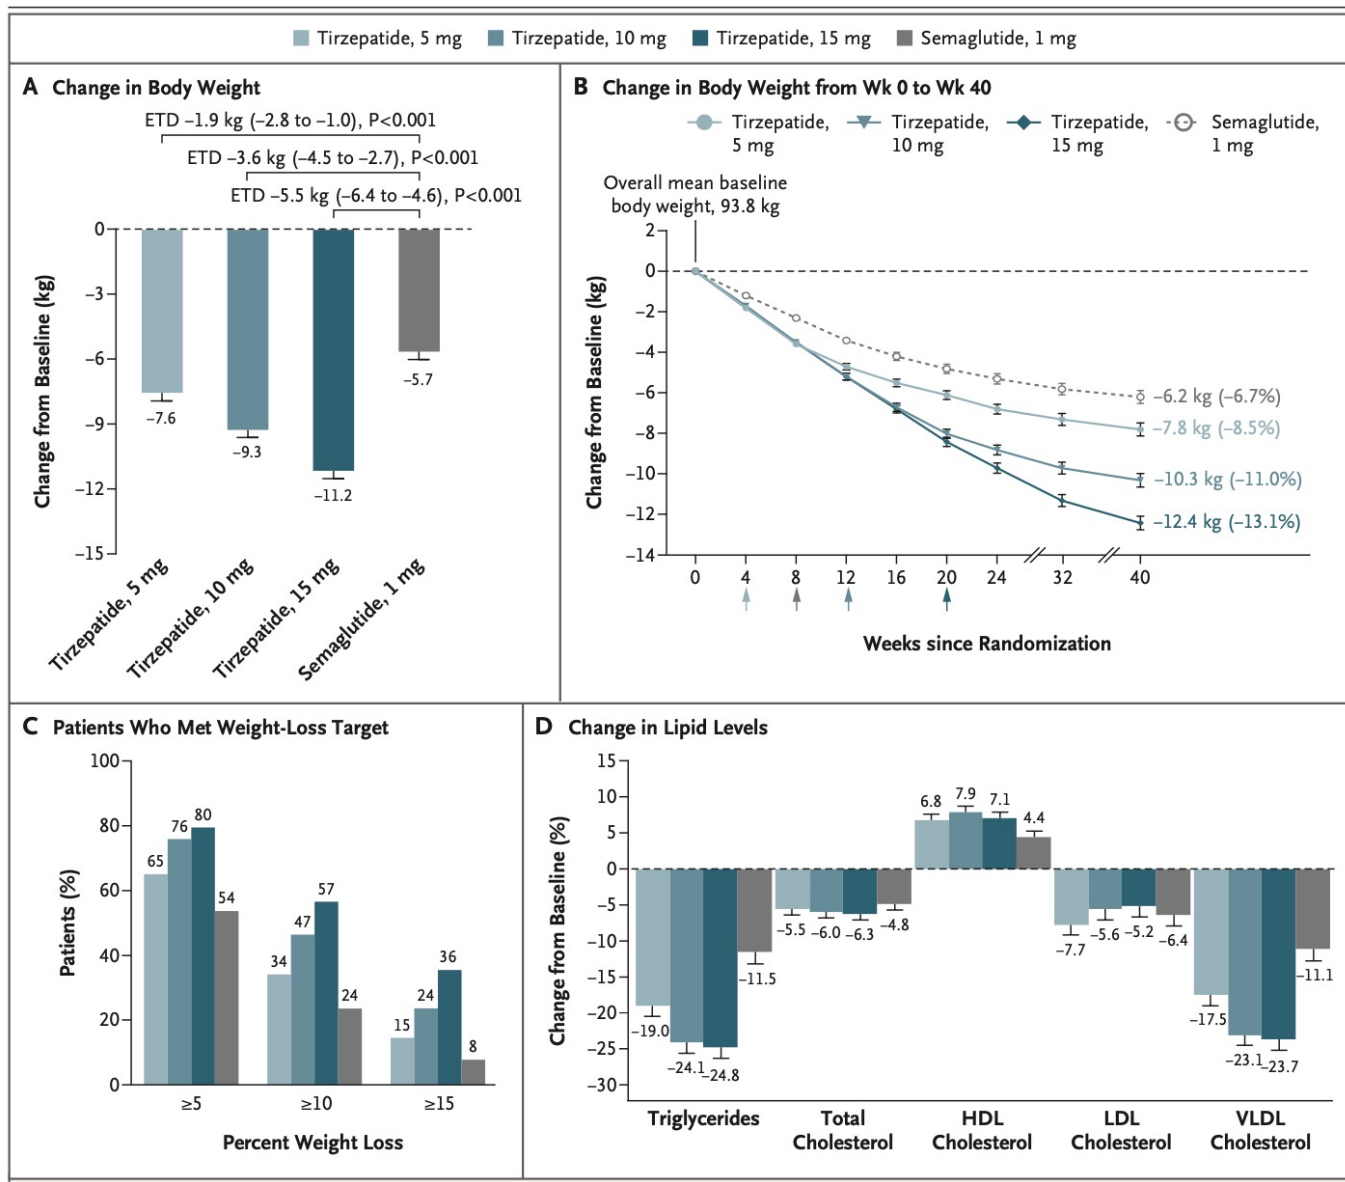 Tirzepatide, 5 mg Tirzepatide, 10 mg Tirzepatide, 15 mg Semaglutide, 1 mg
A Change in Body Weight
ETD –1.9 kg (–2.8 to –1.0), P<0.001
ETD –3.6 kg (–4.5 to –2.7), P<0.001
ETD –5.5 kg (–6.4 to –4.6), P<0.001
Change from Baseline (kg)
0
–3
–6
–9
–12
–15
–7.6
–9.3
–11.2
–5.7
Tirzepatide, 5 mg
Tirzepatide, 10 mg
Tirzepatide, 15 mg
Semaglutide, 1 mg
B Change in Body Weight from Wk 0 to Wk 40
Tirzepatide,
5 mg
Tirzepatide,
10 mg
Tirzepatide,
15 mg
Semaglutide,
1 mg
Overall mean baseline
body weight, 93.8 kg
Change from Baseline (kg)
2
0
–2
–4
–6
–8
–10
–12
–14
–6.2 kg (–6.7%)
–7.8 kg (–8.5%)
–10.3 kg (–11.0%)
–12.4 kg (–13.1%)
0 4 8 12 16 20 24 32 40
Weeks since Randomization
C Patients Who Met Weight-Loss Target
Patients (%)
100
80
60
40
20
0
65 76 80 54
34 47 57 24
15 24 36 8
≥5 ≥10 ≥15
Percent Weight Loss
D Change in Lipid Levels
Change from Baseline (%)
15
10
5
0
–5
–10
–15
–20
–25
–30
–19.0 –24.1 –24.8 –11.5
–5.5 –6.0 –6.3 –4.8
6.8 7.9 7.1 4.4
–7.7 –5.6 –5.2 –6.4
–17.5 –23.1 –23.7 –11.1
Triglycerides
Total
Cholesterol
HDL
Cholesterol
LDL
Cholesterol
VLDL
Cholesterol